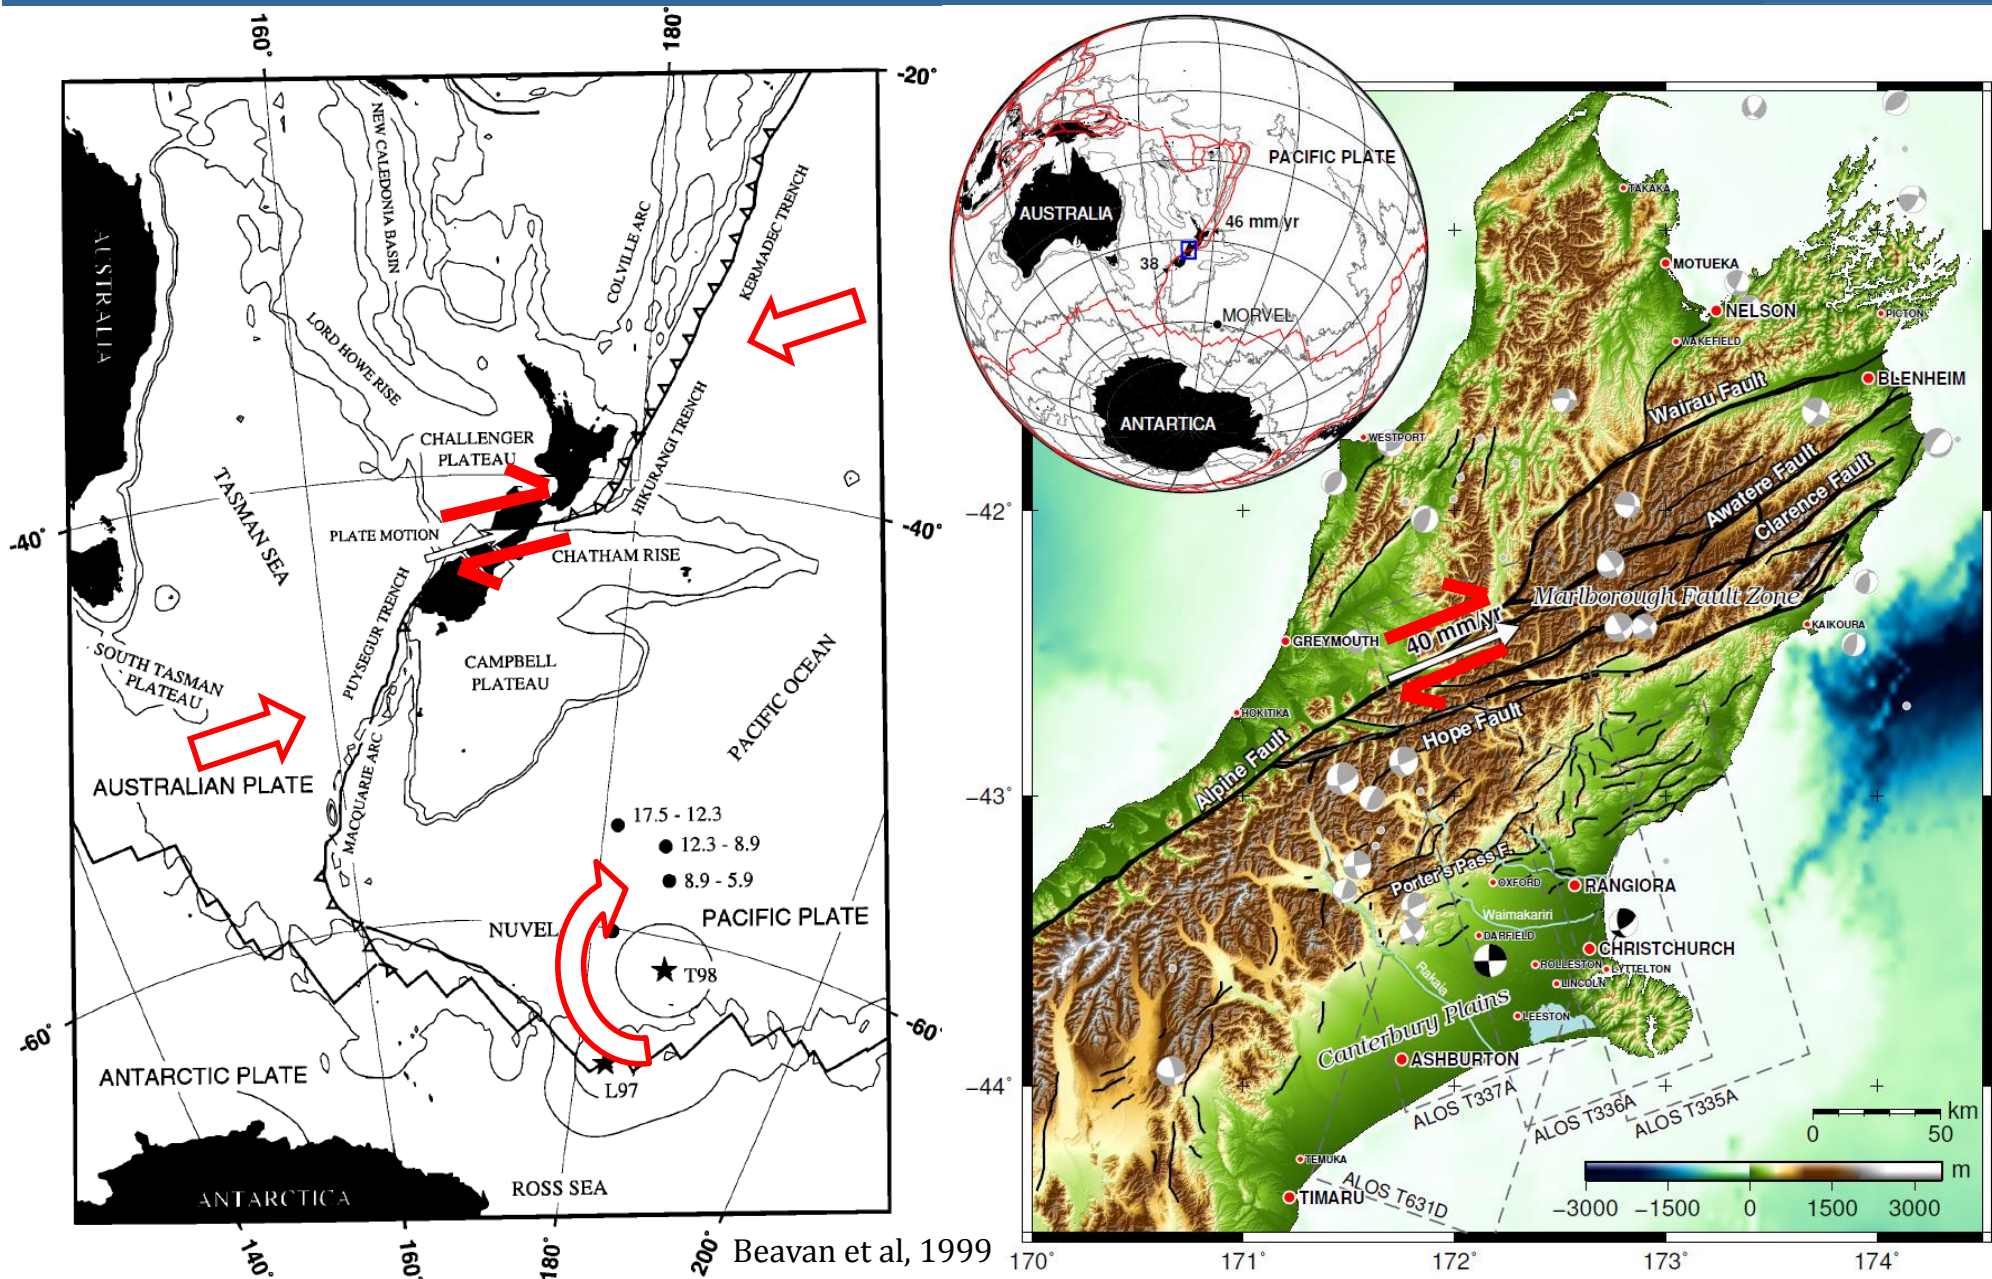 160°
180°
-20°
-40°
-40°
-60°
-60°
140°
160°
180°
200°
AUSTRALIA
NEW CALEDONIA BASIN
COLVILLE ARC
KERMADEC TRENCH
LORD HOWE RISE
CHALLENGER
PLATEAU
HIKURANGI TRENCH
TASMAN SEA
PLATE MOTION
CHATHAM RISE
PUYSEGUR TRENCH
SOUTH TASMAN
PLATEAU
CAMPBELL
PLATEAU
PACIFIC OCEAN
AUSTRALIAN PLATE
MACQUARIE ARC
17.5 - 12.3
12.3 - 8.9
8.9 - 5.9
NUVEL
PACIFIC PLATE
T98
L97
ANTARCTIC PLATE
ROSS SEA
ANTARCTICA
Beavan et al, 1999
PACIFIC PLATE
AUSTRALIA
46 mm/yr
38
MORVEL
ANTARTICA
TAKAKA
MOTUEKA
NELSON
PICTON
WAKEFIELD
BLENHEIM
Wairau Fault
WESTPORT
Awatere Fault
Clarence Fault
Marlborough Fault Zone
40 mm/yr
GREYMOUTH
KAIKOURA
HOKITIKA
Hope Fault
Alpine Fault
Porter's Pass F.
OXFORD
RANGIORA
Waimakariri
DARFIELD
CHRISTCHURCH
ROLLESTON
LYTTELTON
LINCOLN
Rakaia
LEESTON
Canterbury Plains
ASHBURTON
ALOS T337A
ALOS T336A
ALOS T335A
TEMUKA
ALOS T631D
TIMARU
km
0 50
m
−3000 −1500 0 1500 3000
−42°
−43°
−44°
170° 171° 172° 173° 174°